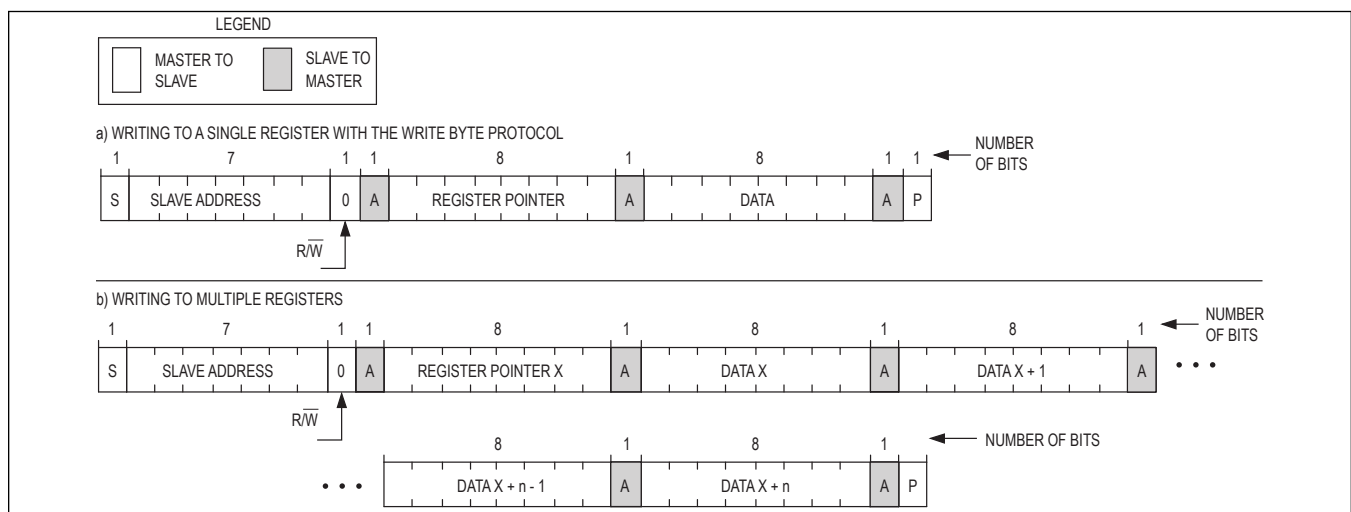 LEGEND
MASTER TO SLAVE TO
SLAVE MASTER
a) WRITING TO A SINGLE REGISTER WITH THE WRITE BYTE PROTOCOL
1 7 1 1 8 1 8 1 1 NUMBER
OF BITS
S SLAVE ADDRESS 0 A REGISTER POINTER A DATA A P
R/W̅
b) WRITING TO MULTIPLE REGISTERS
1 7 1 1 8 1 8 1 8 1 NUMBER
OF BITS
S SLAVE ADDRESS 0 A REGISTER POINTER X A DATA X A DATA X + 1 A • • •
R/W̅
8 1 8 1 NUMBER OF BITS
• • • DATA X + n - 1 A DATA X + n A P